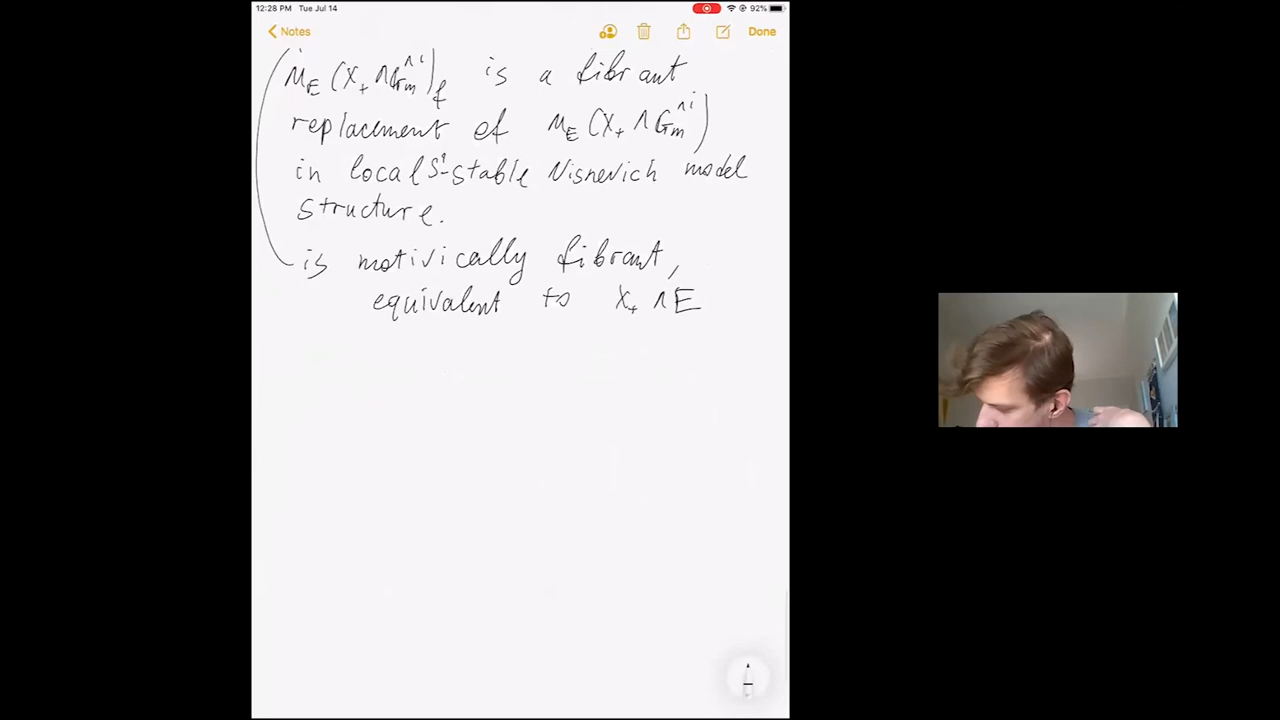 12:28 PM Tue Jul 14 92%
Notes Done
M_E (X_+ ∧ G_m^{∧i})_f is a fibrant
replacement of M_E (X_+ ∧ G_m^{∧i})
in local S^1-stable Nisnevich model
structure.
is motivically fibrant,
equivalent to X_+ ∧ E